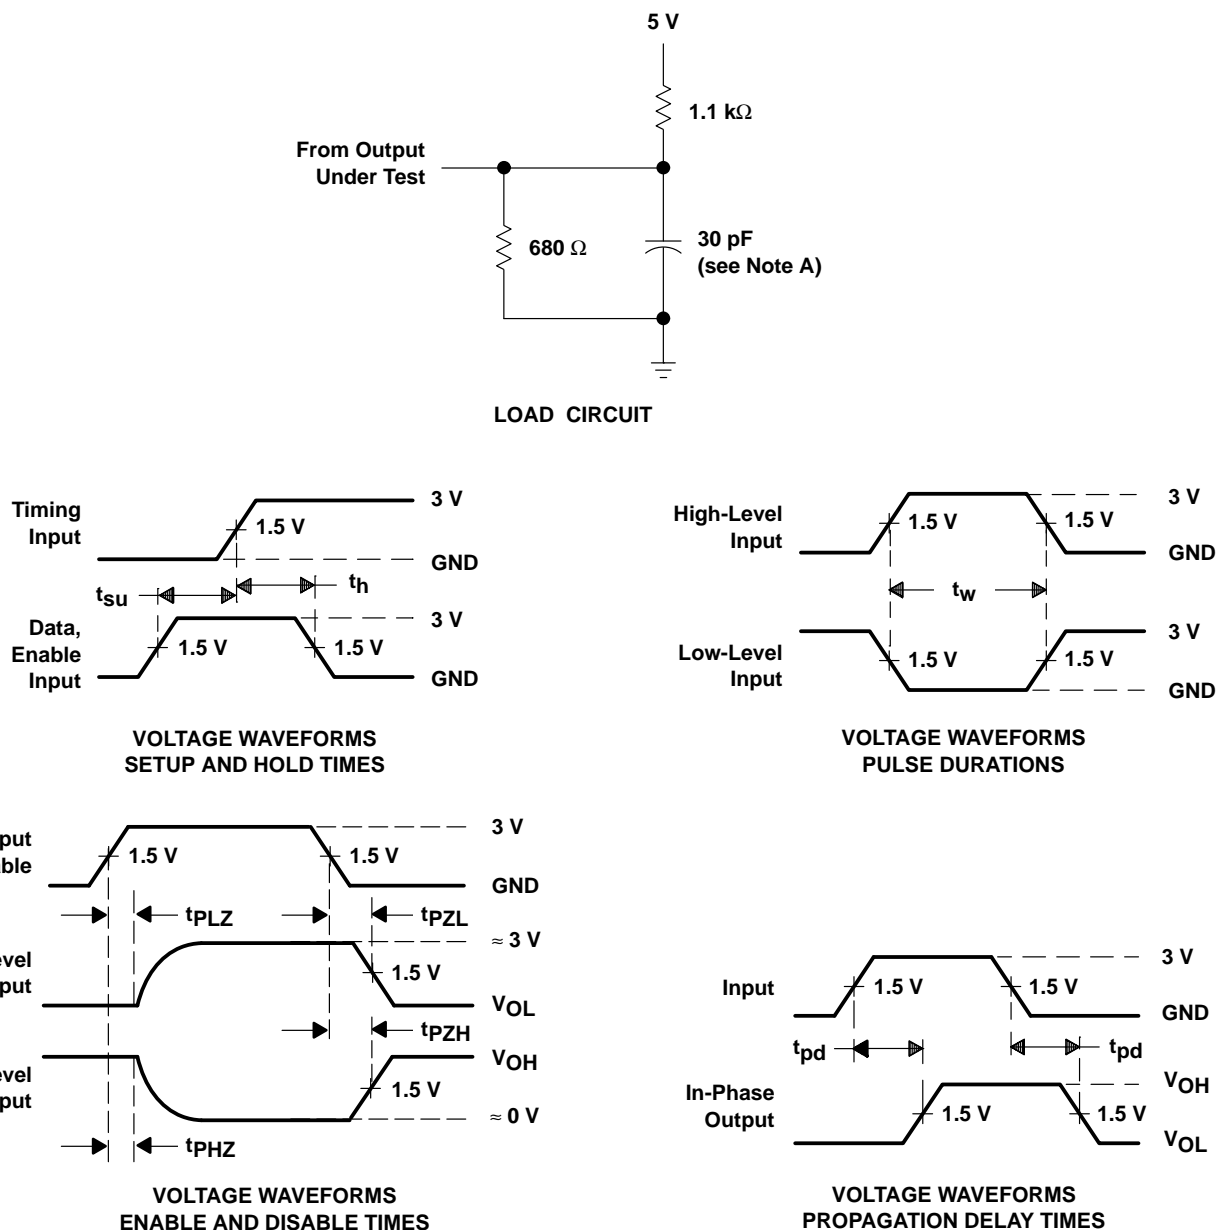 5 V
1.1 kΩ
From Output
Under Test
680 Ω
30 pF
(see Note A)
LOAD CIRCUIT
Timing
Input
3 V
1.5 V
GND
tsu
th
Data,
Enable
Input
3 V
1.5 V
1.5 V
GND
VOLTAGE WAVEFORMS
SETUP AND HOLD TIMES
High-Level
Input
3 V
1.5 V
1.5 V
GND
tw
Low-Level
Input
3 V
1.5 V
1.5 V
GND
VOLTAGE WAVEFORMS
PULSE DURATIONS
3 V
1.5 V
1.5 V
GND
tPLZ
tPZL
≈ 3 V
1.5 V
VOL
tPZH
VOH
1.5 V
≈ 0 V
tPHZ
VOLTAGE WAVEFORMS
ENABLE AND DISABLE TIMES
Input
3 V
1.5 V
1.5 V
GND
tpd
tpd
In-Phase
Output
VOH
1.5 V
1.5 V
VOL
VOLTAGE WAVEFORMS
PROPAGATION DELAY TIMES